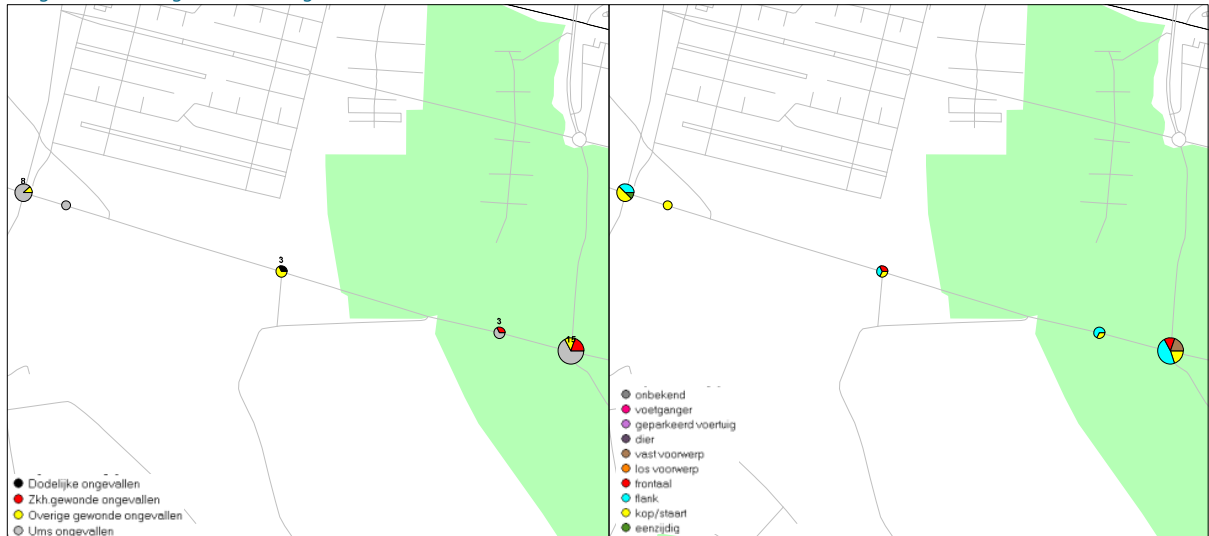 8
3
3
15
Dodelijke ongevallen
Zkh.gewonde ongevallen
Overige gewonde ongevallen
Ums ongevallen
onbekend
voetganger
geparkeerd voertuig
dier
vast voorwerp
los voorwerp
frontaal
flank
kop/staart
eenzijdig